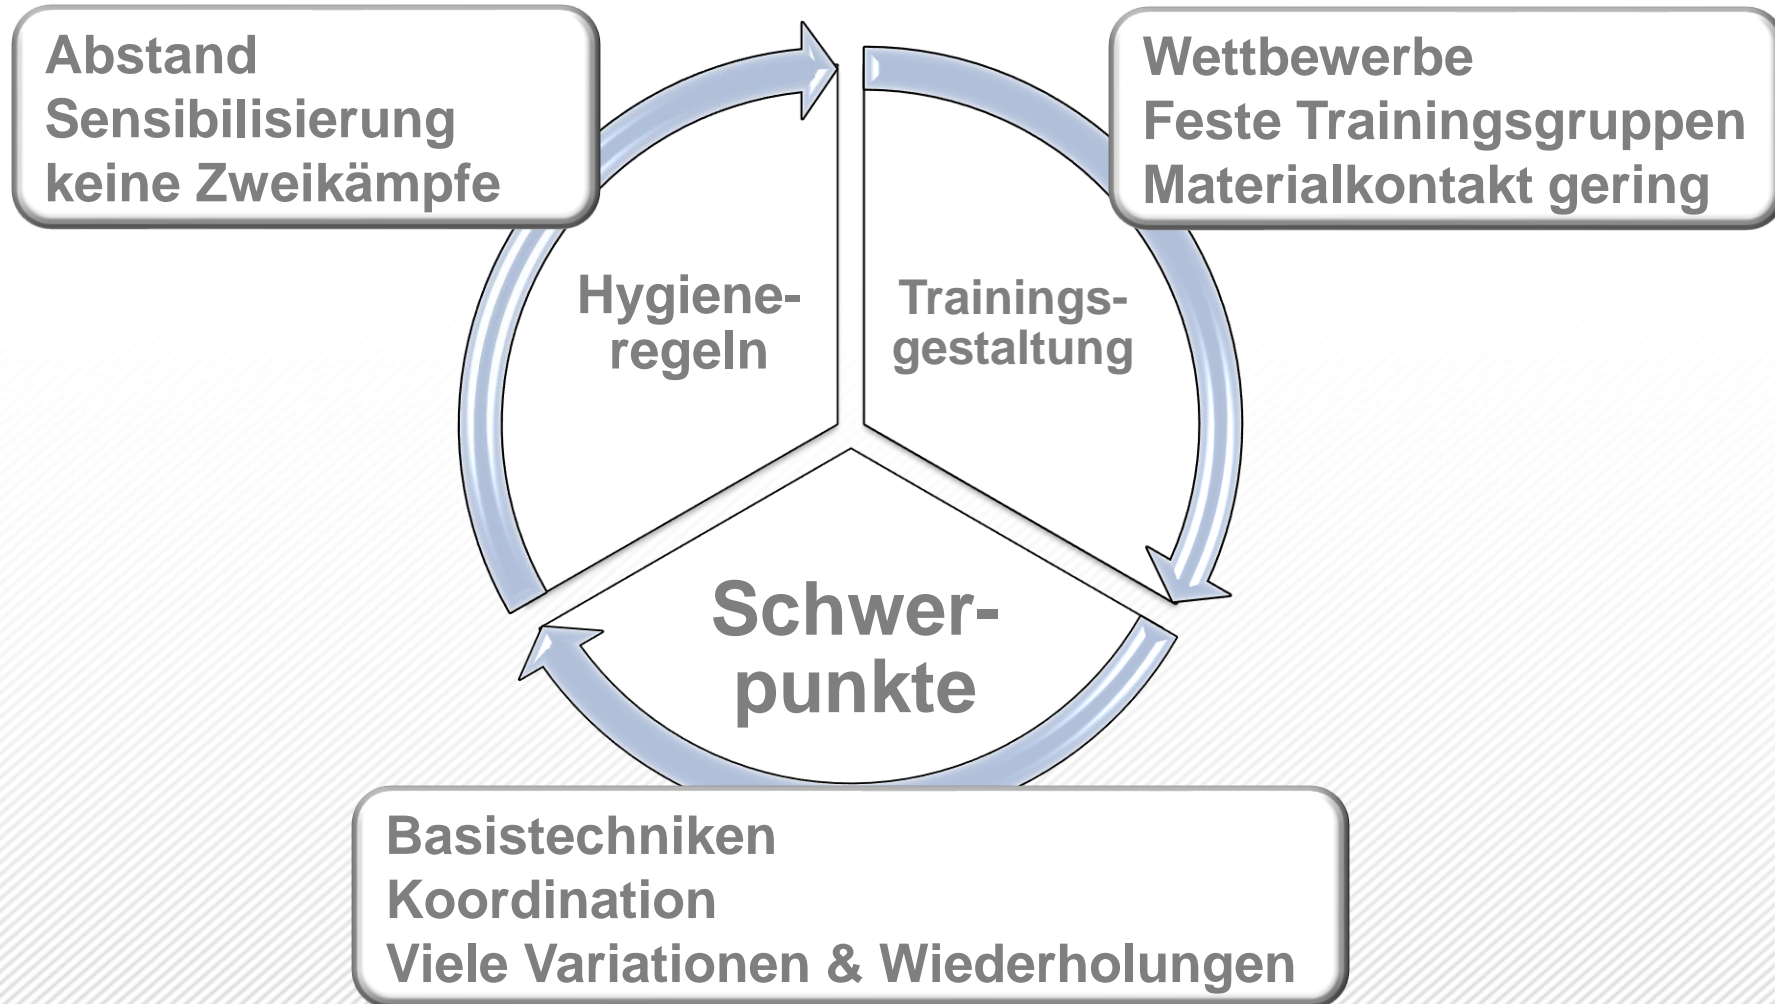 Abstand
Sensibilisierung
keine Zweikämpfe
Wettbewerbe
Feste Trainingsgruppen
Materialkontakt gering
Hygiene-
regeln
Trainings-
gestaltung
Schwer-
punkte
Basistechniken
Koordination
Viele Variationen & Wiederholungen